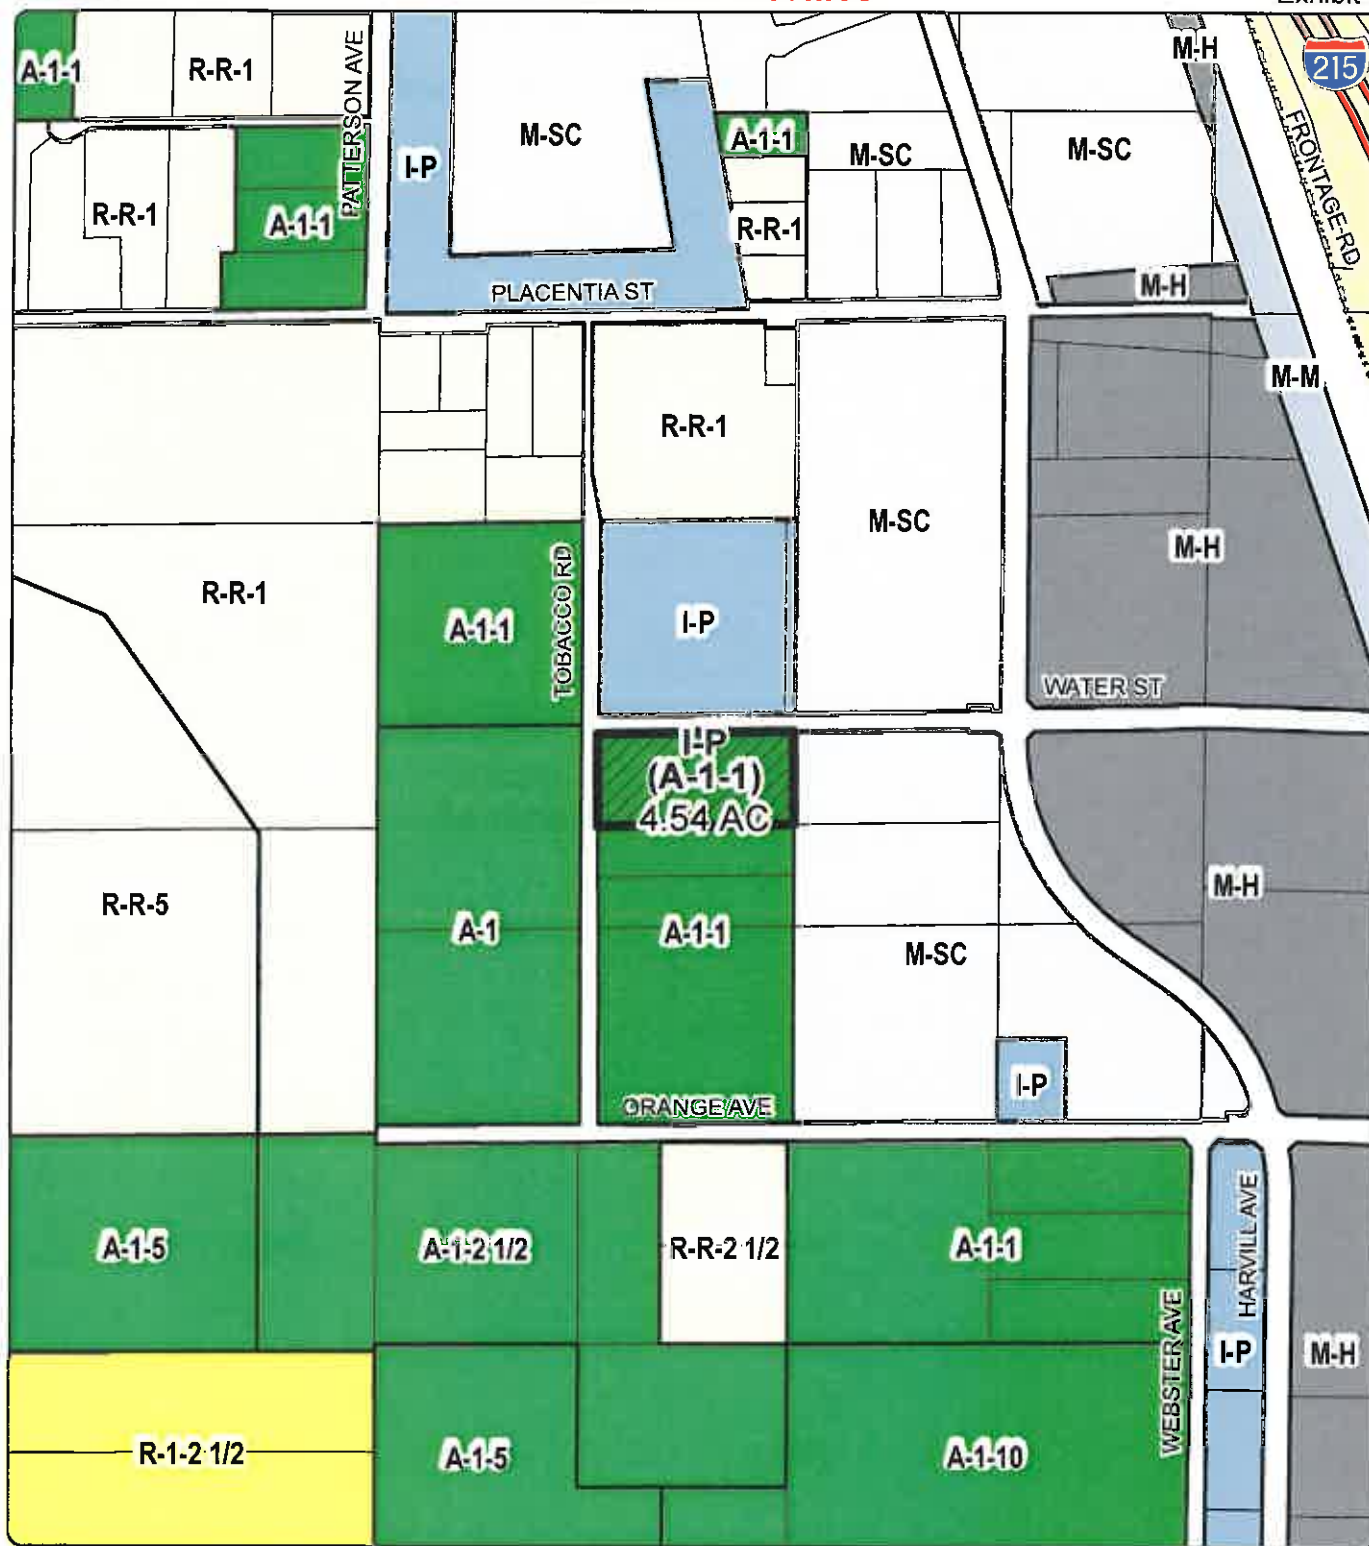 Exhibit
A-1-1
R-R-1
PATTERSON AVE
M-H
215
I-P
M-SC
A-1-1
M-SC
M-SC
FRONTAGE RD
R-R-1
A-1-1
R-R-1
PLACENTIA ST
M-H
M-M
R-R-1
M-SC
M-H
R-R-1
A-1-1
TOBACCO RD
I-P
WATER ST
I-P
(A-1-1)
4.54 AC
R-R-5
A-1
A-1-1
M-SC
M-H
I-P
ORANGE AVE
A-1-5
A-1-2 1/2
R-R-2 1/2
A-1-1
HARVILL AVE
WEBSTER AVE
I-P
M-H
R-1-2 1/2
A-1-5
A-1-10